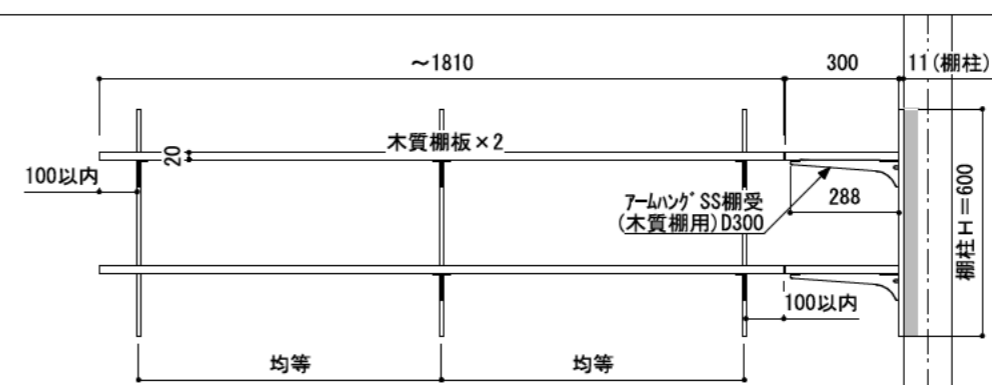 ～1810
300
11(棚柱)
木質棚板×2
20
100以内
ｱｰﾑﾊﾝｸﾞSS棚受
(木質棚用)D300
288
棚柱H＝600
100以内
均等
均等